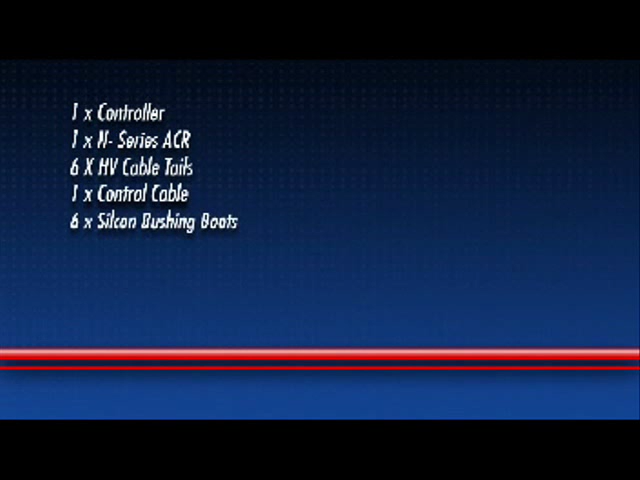 1 x Controller
1 x N- Series ACR
6 X HV Cable Tails
1 x Control Cable
6 x Silcon Bushing Boots